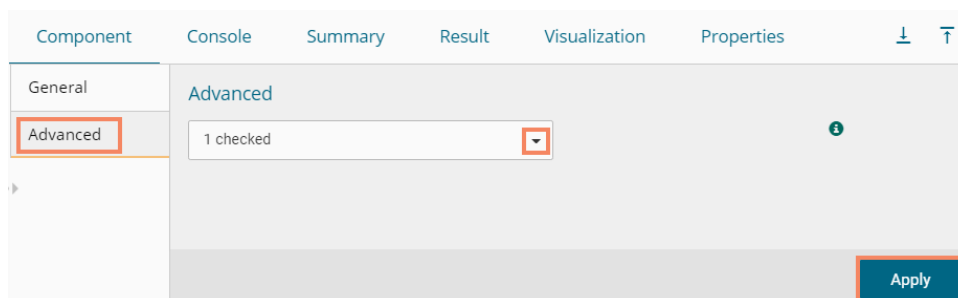 Component Console Summary Result Visualization Properties
General
Advanced
Advanced
1 checked
Apply